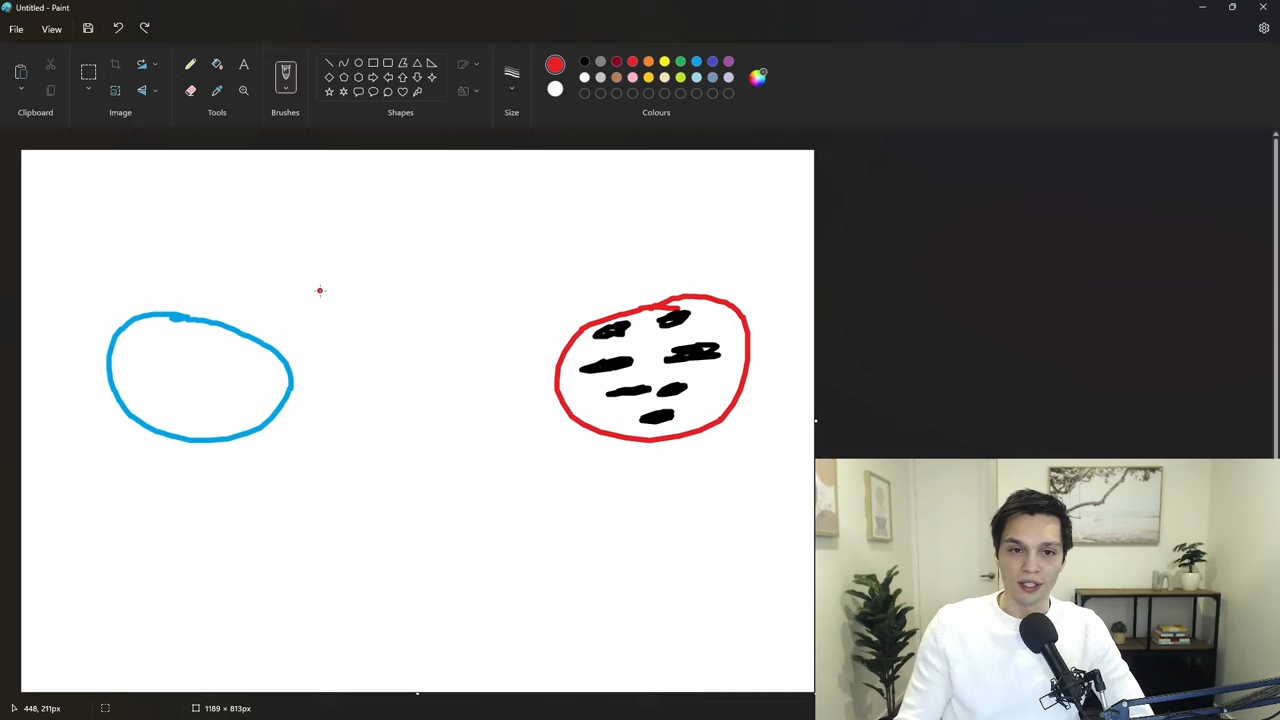 Untitled - Paint
File View
A
Clipboard Image Tools Brushes Shapes Size Colours
448, 211px 1189 × 813px